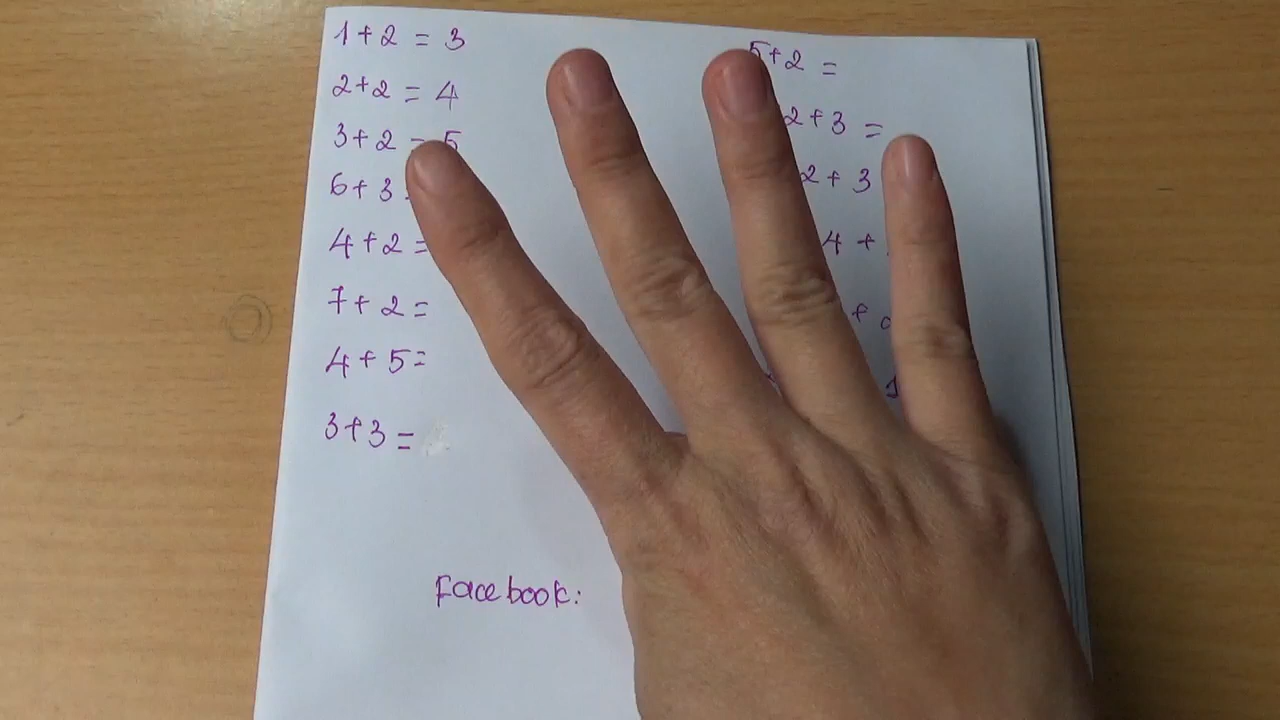 1+2 = 3
2+2 = 4
3+2 = 5
6+3
4+2 =
7+2 =
4+5=
3+3 =
5+2 =
2+3 =
2+3
4 +
+
Facebook: